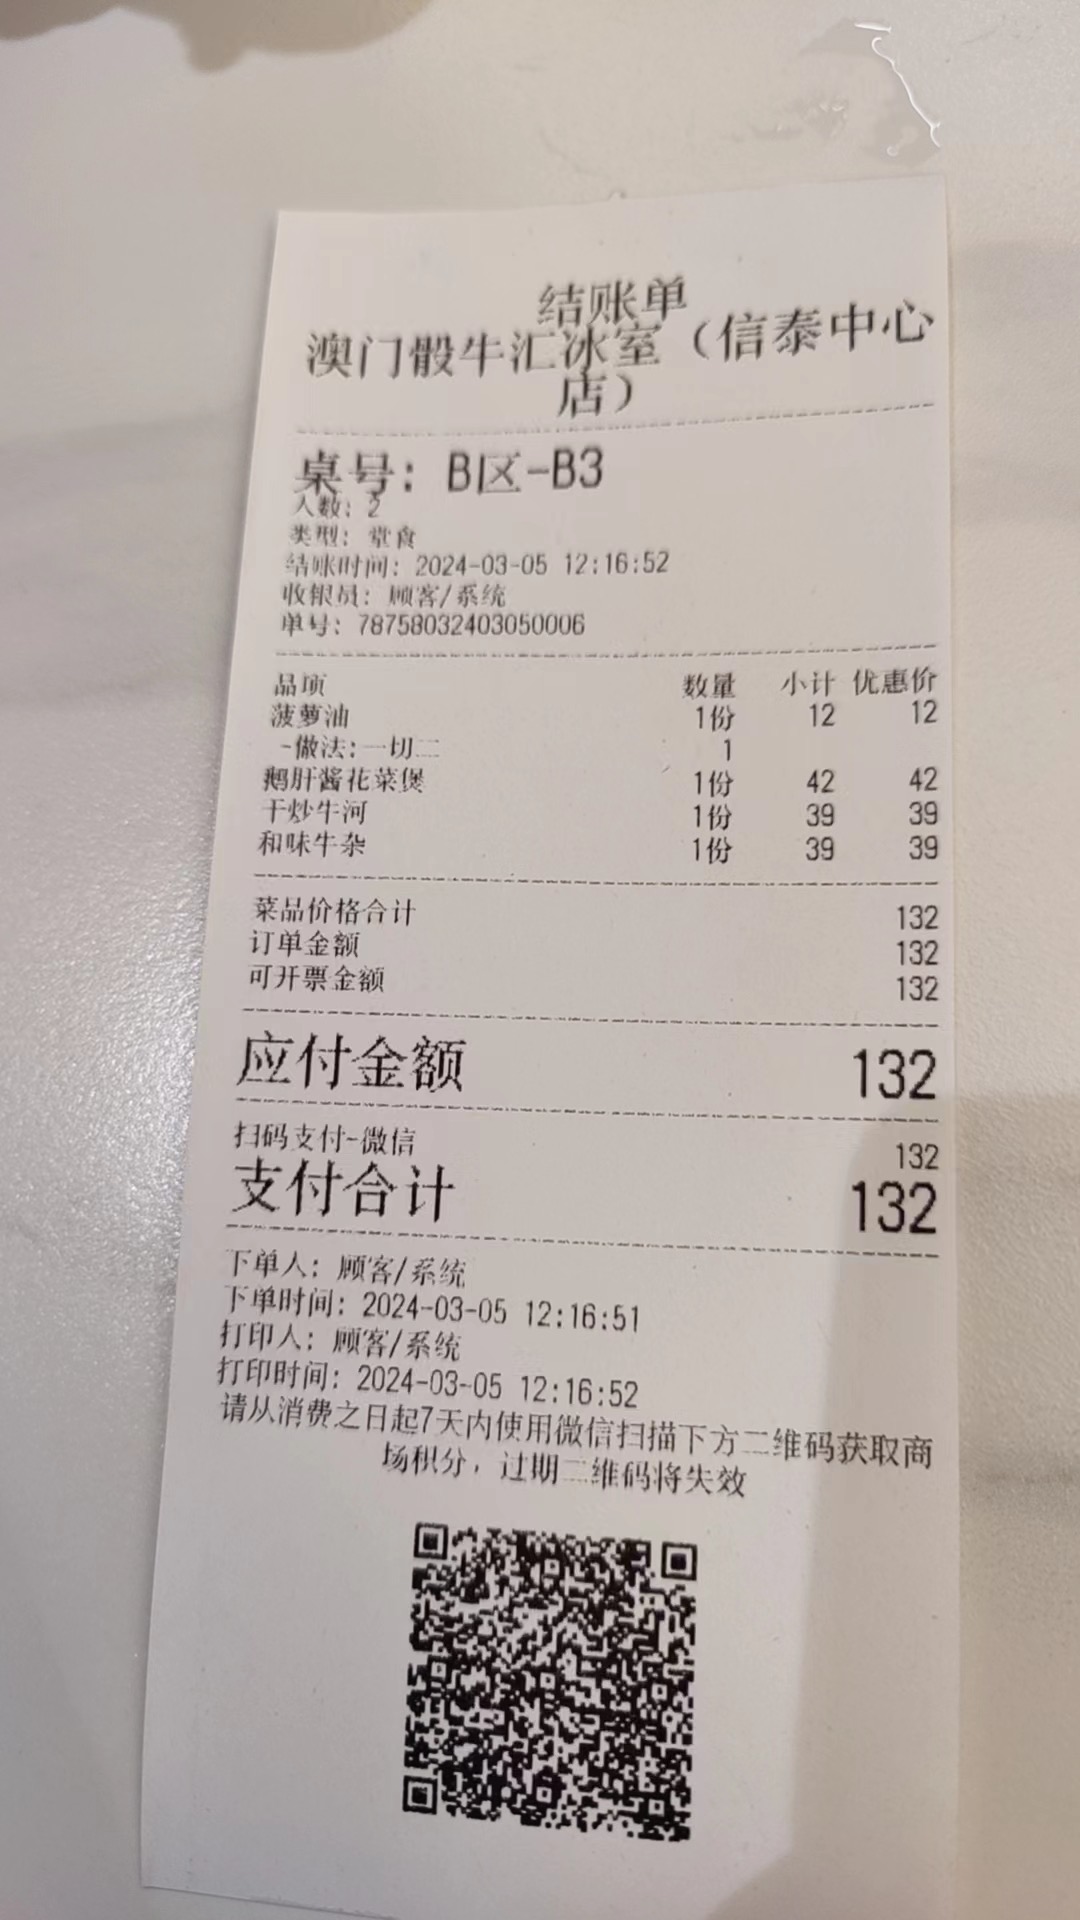 结账单
澳门骰牛汇冰室（信泰中心
店）
桌号：B区-B3
人数：2
类型：堂食
结账时间：2024-03-05 12:16:52
收银员：顾客/系统
单号：78758032403050006
品项 数量 小计 优惠价
菠萝油 1份 12 12
-做法:一切二 1
鹅肝酱花菜煲 1份 42 42
干炒牛河 1份 39 39
和味牛杂 1份 39 39
菜品价格合计 132
订单金额 132
可开票金额 132
应付金额 132
扫码支付-微信 132
支付合计 132
下单人：顾客/系统
下单时间：2024-03-05 12:16:51
打印人：顾客/系统
打印时间：2024-03-05 12:16:52
请从消费之日起7天内使用微信扫描下方二维码获取商
场积分，过期二维码将失效